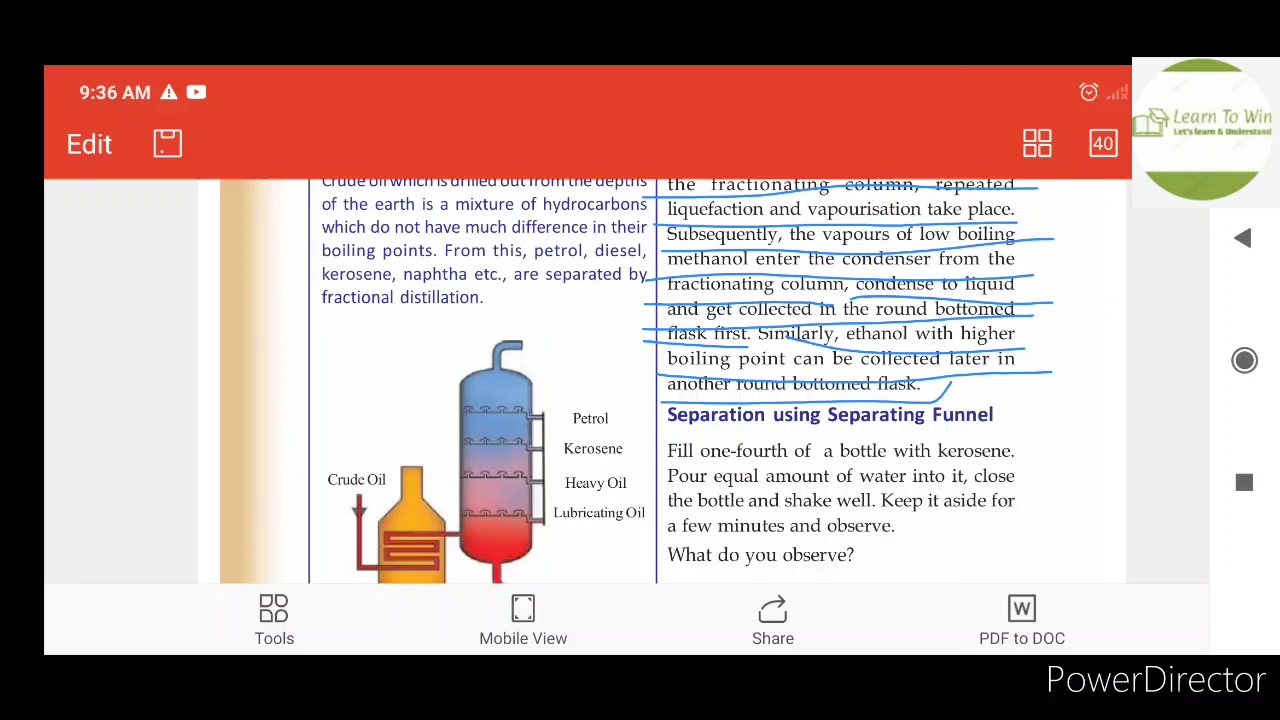 9:36 AM
Edit
40
Learn To Win
Let's learn & Understand
Crude oil which is drilled out from the depths
of the earth is a mixture of hydrocarbons
which do not have much difference in their
boiling points. From this, petrol, diesel,
kerosene, naphtha etc., are separated by
fractional distillation.
Crude Oil
Petrol
Kerosene
Heavy Oil
Lubricating Oil
the fractionating column, repeated
liquefaction and vapourisation take place.
Subsequently, the vapours of low boiling
methanol enter the condenser from the
fractionating column, condense to liquid
and get collected in the round bottomed
flask first. Similarly, ethanol with higher
boiling point can be collected later in
another round bottomed flask.
Separation using Separating Funnel
Fill one-fourth of a bottle with kerosene.
Pour equal amount of water into it, close
the bottle and shake well. Keep it aside for
a few minutes and observe.
What do you observe?
Tools
Mobile View
Share
W
PDF to DOC
PowerDirector